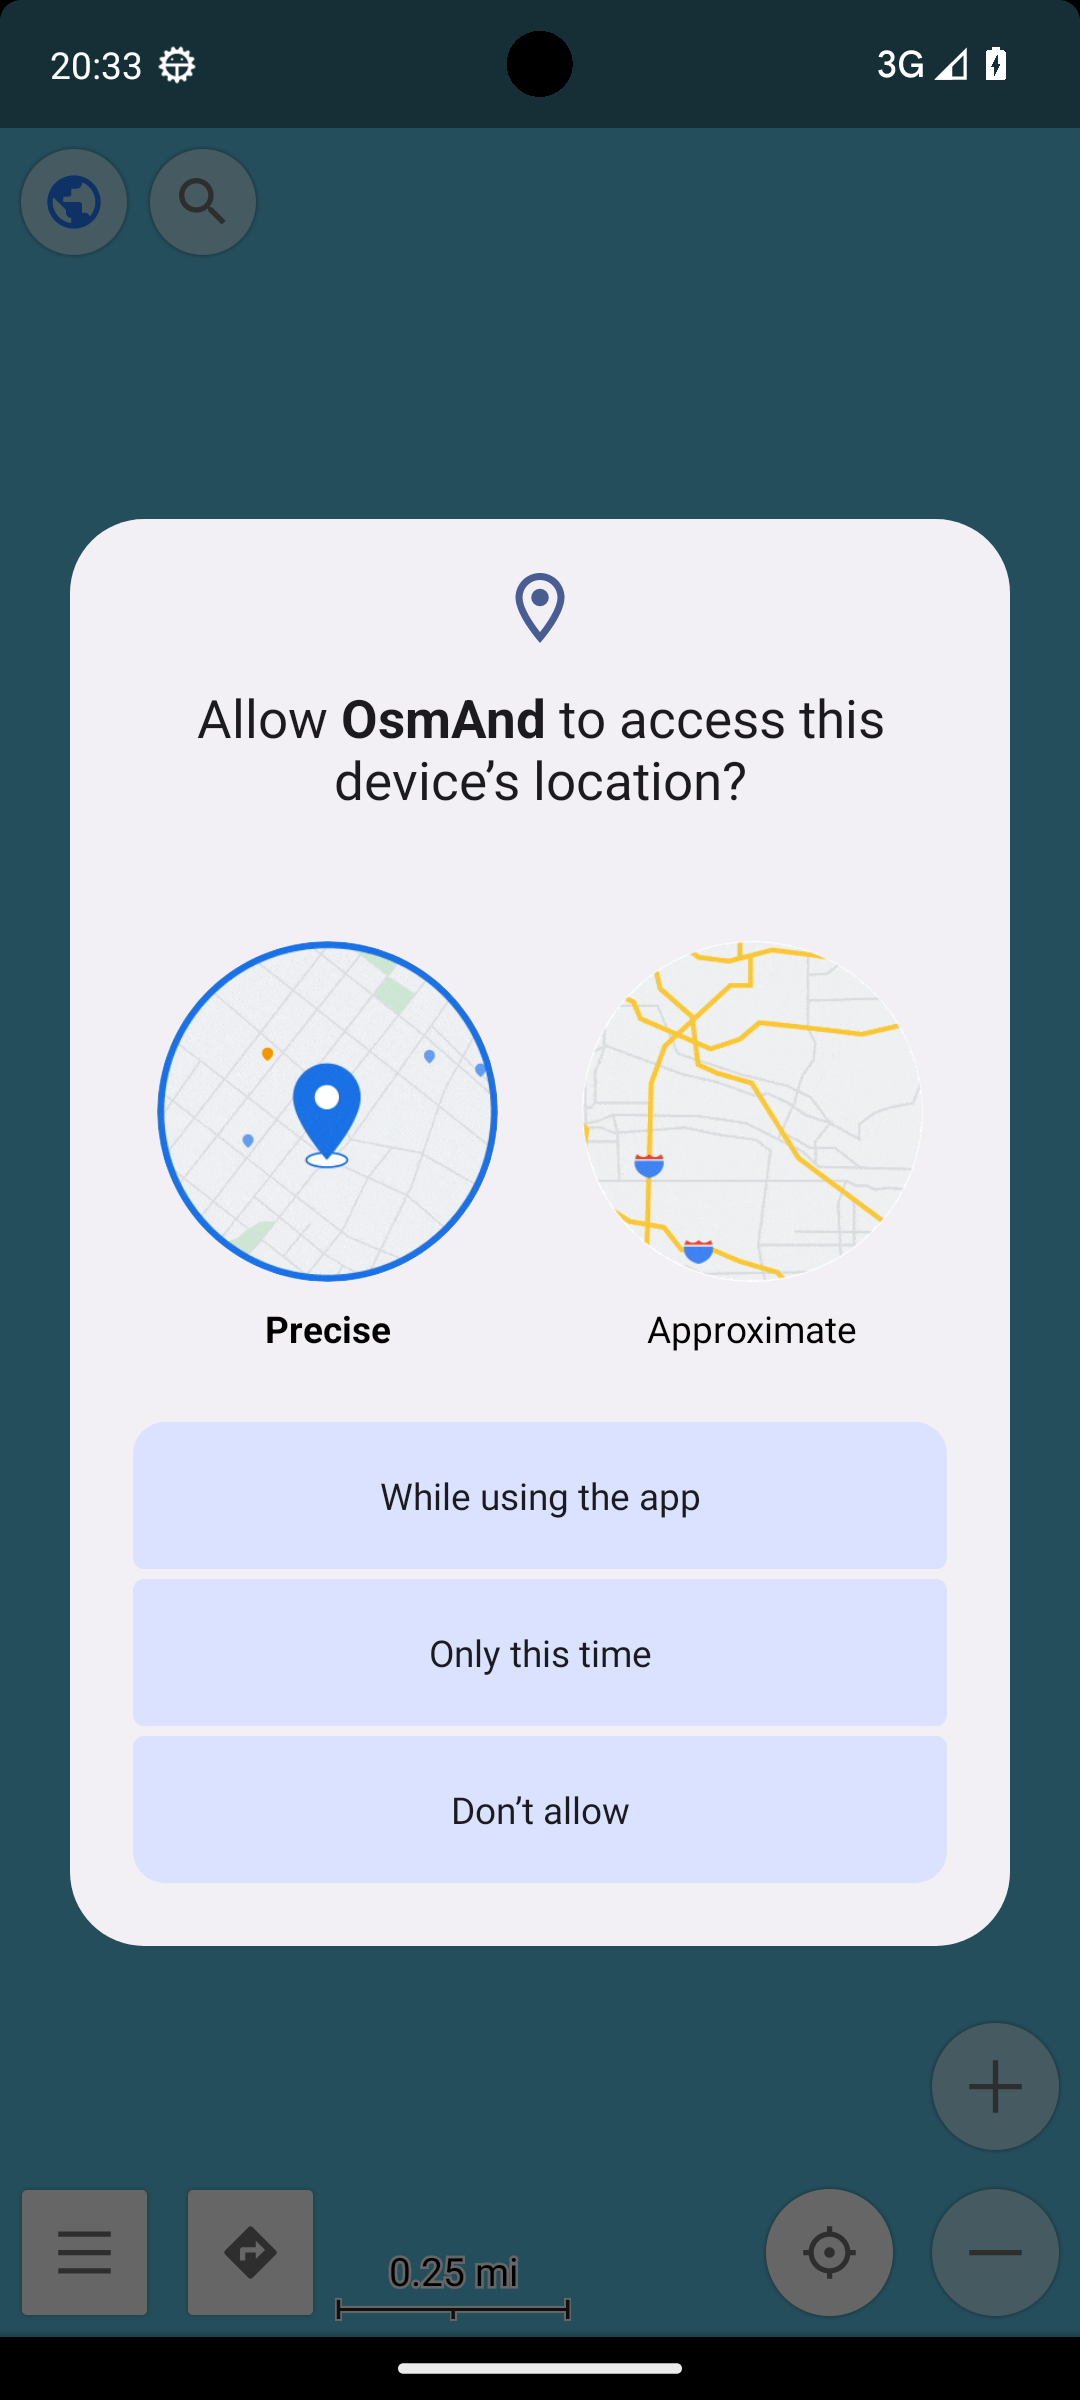 20:33
3G
Allow OsmAnd to access this
device’s location?
Precise
Approximate
While using the app
Only this time
Don’t allow
0.25 mi